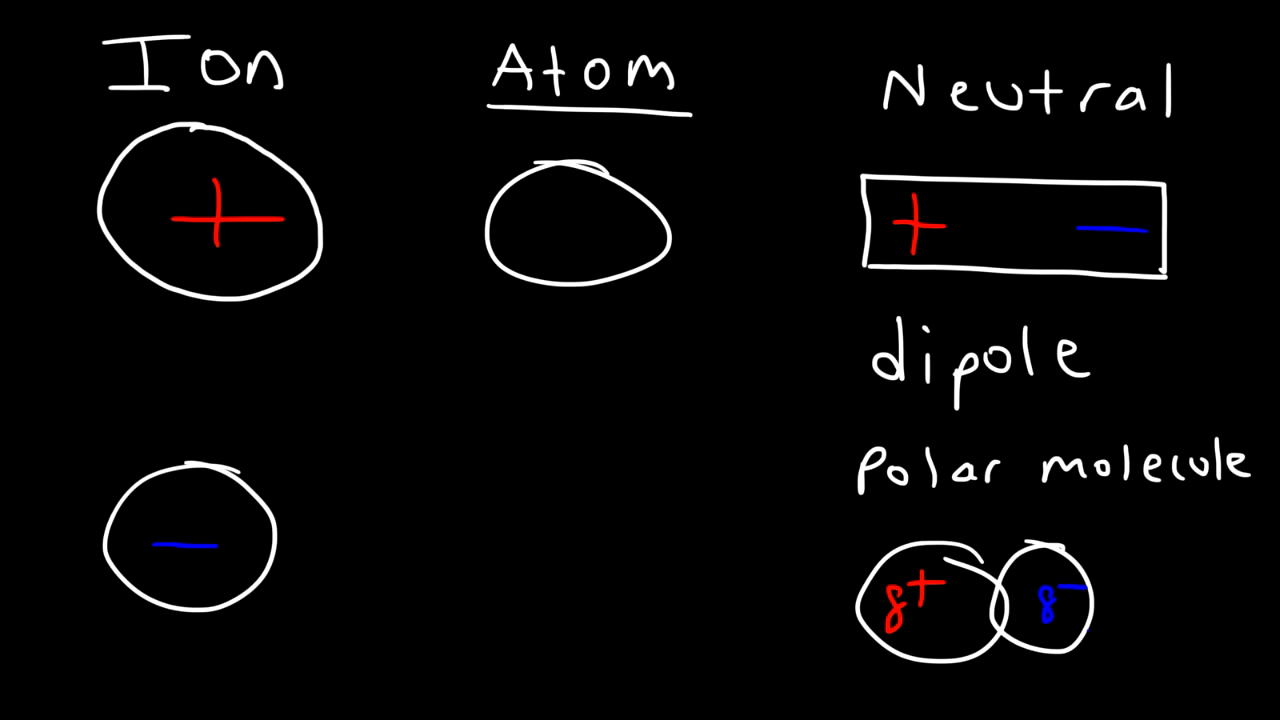 Ion
Atom
Neutral
+
+ −
dipole
polar molecule
−
δ+ δ−